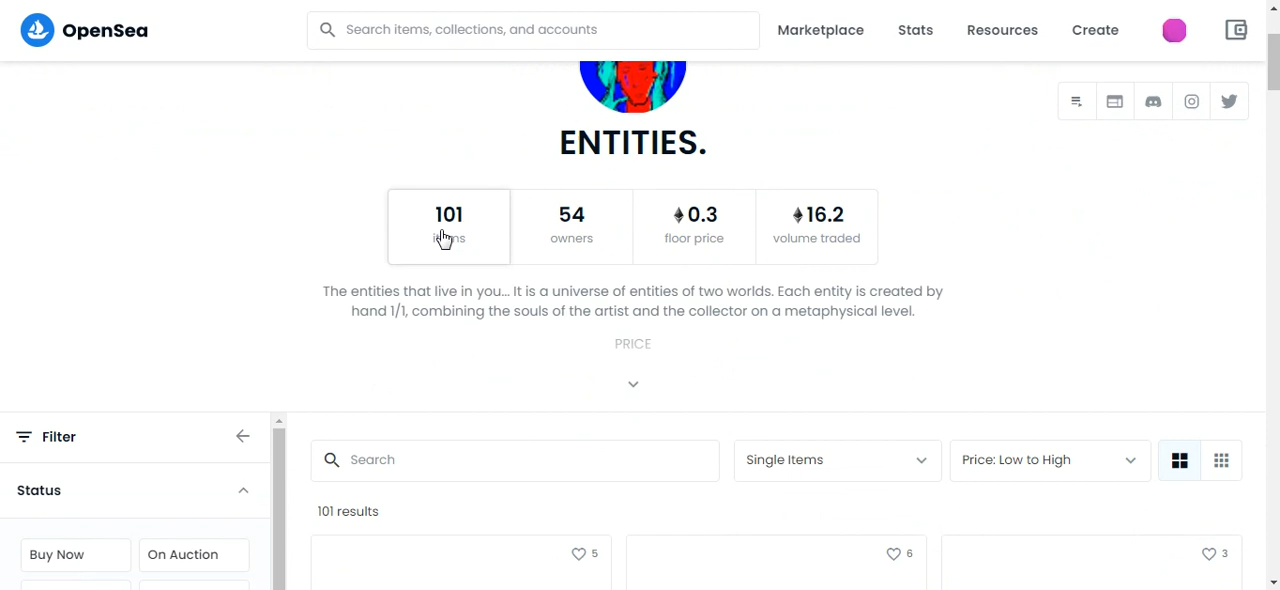 OpenSea
Search items, collections, and accounts
Marketplace
Stats
Resources
Create
ENTITIES.
101
items
54
owners
0.3
floor price
16.2
volume traded
The entities that live in you... It is a universe of entities of two worlds. Each entity is created by
hand 1/1, combining the souls of the artist and the collector on a metaphysical level.
PRICE
Filter
Search
Single Items
Price: Low to High
Status
101 results
Buy Now
On Auction
5
6
3